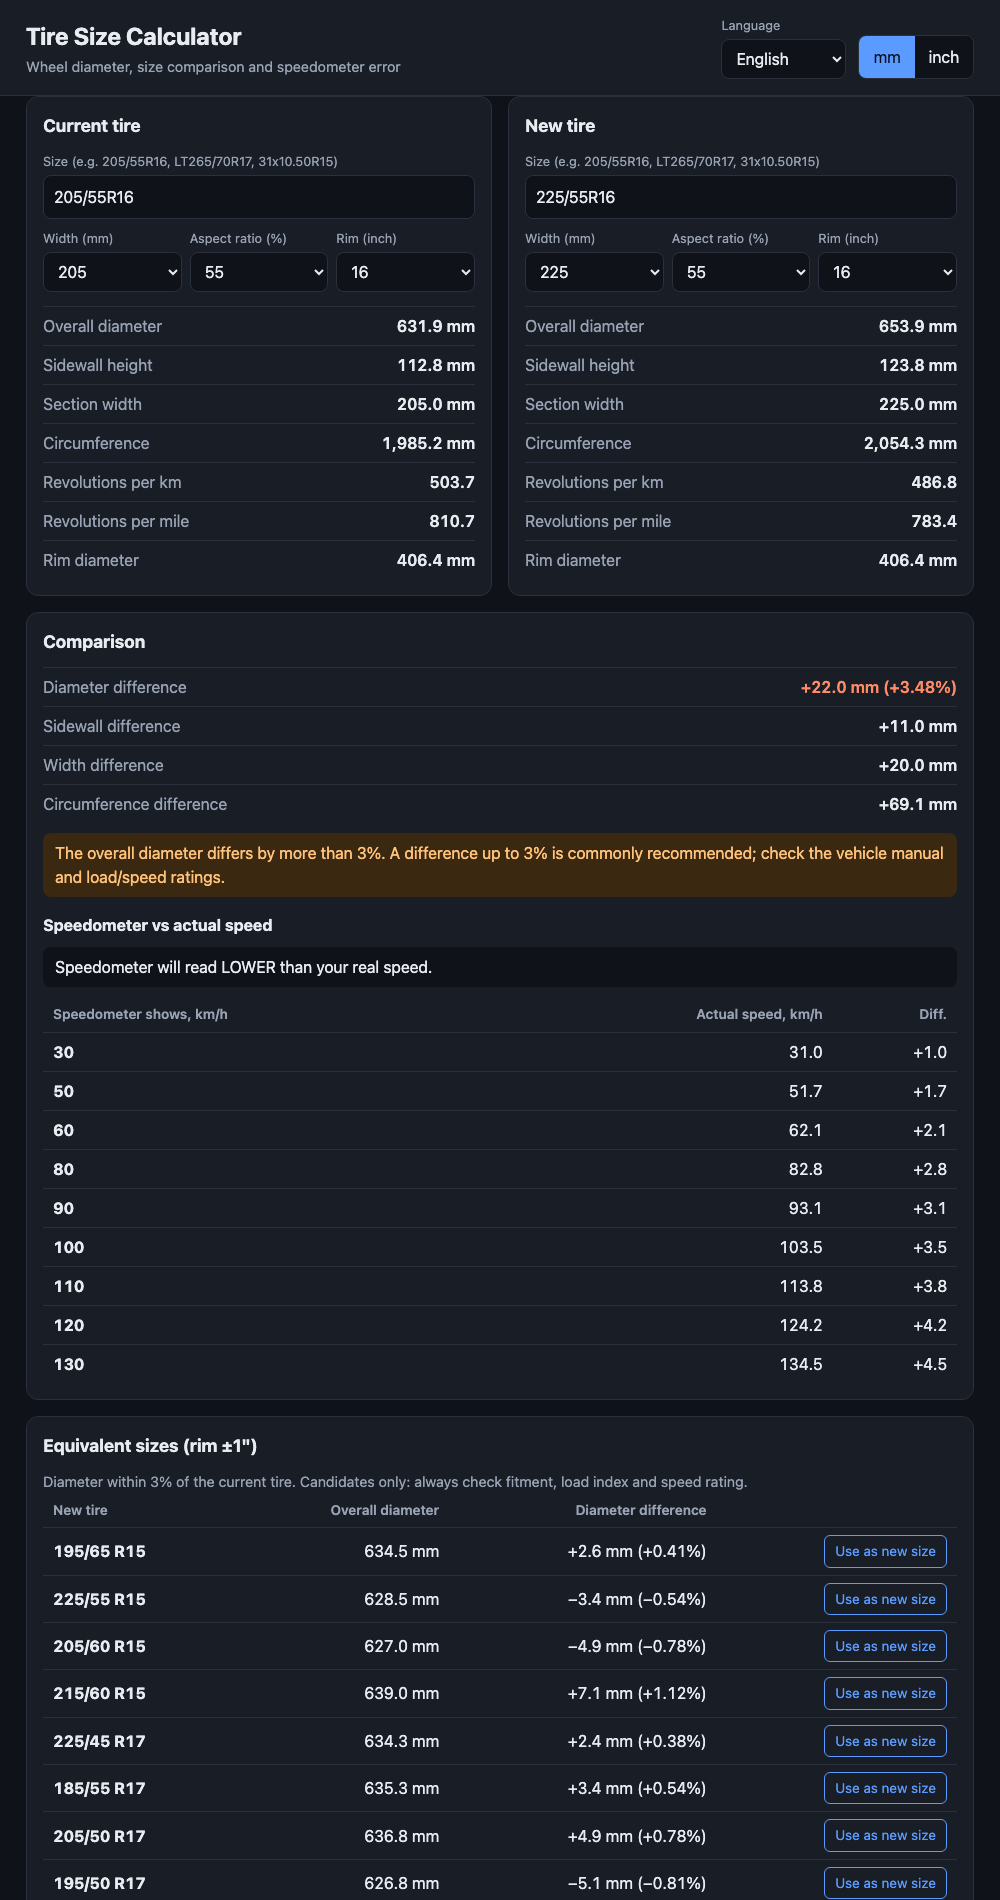 Tire Size Calculator
Wheel diameter, size comparison and speedometer error
Language
English
mm
inch
Current tire
Size (e.g. 205/55R16, LT265/70R17, 31x10.50R15)
205/55R16
Width (mm) Aspect ratio (%) Rim (inch)
205 55 16
Overall diameter 631.9 mm
Sidewall height 112.8 mm
Section width 205.0 mm
Circumference 1,985.2 mm
Revolutions per km 503.7
Revolutions per mile 810.7
Rim diameter 406.4 mm
New tire
Size (e.g. 205/55R16, LT265/70R17, 31x10.50R15)
225/55R16
Width (mm) Aspect ratio (%) Rim (inch)
225 55 16
Overall diameter 653.9 mm
Sidewall height 123.8 mm
Section width 225.0 mm
Circumference 2,054.3 mm
Revolutions per km 486.8
Revolutions per mile 783.4
Rim diameter 406.4 mm
Comparison
Diameter difference +22.0 mm (+3.48%)
Sidewall difference +11.0 mm
Width difference +20.0 mm
Circumference difference +69.1 mm
The overall diameter differs by more than 3%. A difference up to 3% is commonly recommended; check the vehicle manual
and load/speed ratings.
Speedometer vs actual speed
Speedometer will read LOWER than your real speed.
Speedometer shows, km/h Actual speed, km/h Diff.
30 31.0 +1.0
50 51.7 +1.7
60 62.1 +2.1
80 82.8 +2.8
90 93.1 +3.1
100 103.5 +3.5
110 113.8 +3.8
120 124.2 +4.2
130 134.5 +4.5
Equivalent sizes (rim ±1")
Diameter within 3% of the current tire. Candidates only: always check fitment, load index and speed rating.
New tire Overall diameter Diameter difference
195/65 R15 634.5 mm +2.6 mm (+0.41%) Use as new size
225/55 R15 628.5 mm −3.4 mm (−0.54%) Use as new size
205/60 R15 627.0 mm −4.9 mm (−0.78%) Use as new size
215/60 R15 639.0 mm +7.1 mm (+1.12%) Use as new size
225/45 R17 634.3 mm +2.4 mm (+0.38%) Use as new size
185/55 R17 635.3 mm +3.4 mm (+0.54%) Use as new size
205/50 R17 636.8 mm +4.9 mm (+0.78%) Use as new size
195/50 R17 626.8 mm −5.1 mm (−0.81%) Use as new size